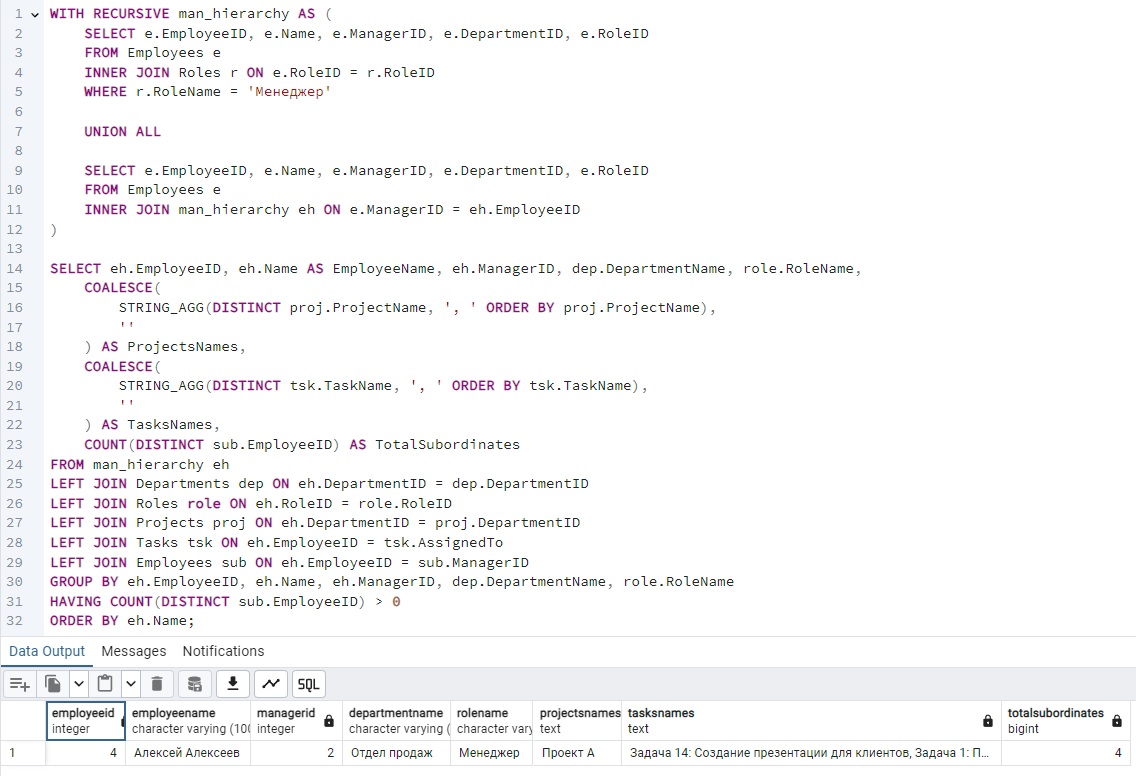 1 WITH RECURSIVE man_hierarchy AS (
2 SELECT e.EmployeeID, e.Name, e.ManagerID, e.DepartmentID, e.RoleID
3 FROM Employees e
4 INNER JOIN Roles r ON e.RoleID = r.RoleID
5 WHERE r.RoleName = 'Менеджер'
6
7 UNION ALL
8
9 SELECT e.EmployeeID, e.Name, e.ManagerID, e.DepartmentID, e.RoleID
10 FROM Employees e
11 INNER JOIN man_hierarchy eh ON e.ManagerID = eh.EmployeeID
12 )
13
14 SELECT eh.EmployeeID, eh.Name AS EmployeeName, eh.ManagerID, dep.DepartmentName, role.RoleName,
15 COALESCE(
16 STRING_AGG(DISTINCT proj.ProjectName, ', ' ORDER BY proj.ProjectName),
17 ''
18 ) AS ProjectsNames,
19 COALESCE(
20 STRING_AGG(DISTINCT tsk.TaskName, ', ' ORDER BY tsk.TaskName),
21 ''
22 ) AS TasksNames,
23 COUNT(DISTINCT sub.EmployeeID) AS TotalSubordinates
24 FROM man_hierarchy eh
25 LEFT JOIN Departments dep ON eh.DepartmentID = dep.DepartmentID
26 LEFT JOIN Roles role ON eh.RoleID = role.RoleID
27 LEFT JOIN Projects proj ON eh.DepartmentID = proj.DepartmentID
28 LEFT JOIN Tasks tsk ON eh.EmployeeID = tsk.AssignedTo
29 LEFT JOIN Employees sub ON eh.EmployeeID = sub.ManagerID
30 GROUP BY eh.EmployeeID, eh.Name, eh.ManagerID, dep.DepartmentName, role.RoleName
31 HAVING COUNT(DISTINCT sub.EmployeeID) > 0
32 ORDER BY eh.Name;
Data Output Messages Notifications
SQL
employeeid employeename managerid departmentname rolename projectsnames tasksnames totalsubordinates
integer character varying (100 integer character varying ( character vary text text bigint
1 4 Алексей Алексеев 2 Отдел продаж Менеджер Проект А Задача 14: Создание презентации для клиентов, Задача 1: П... 4